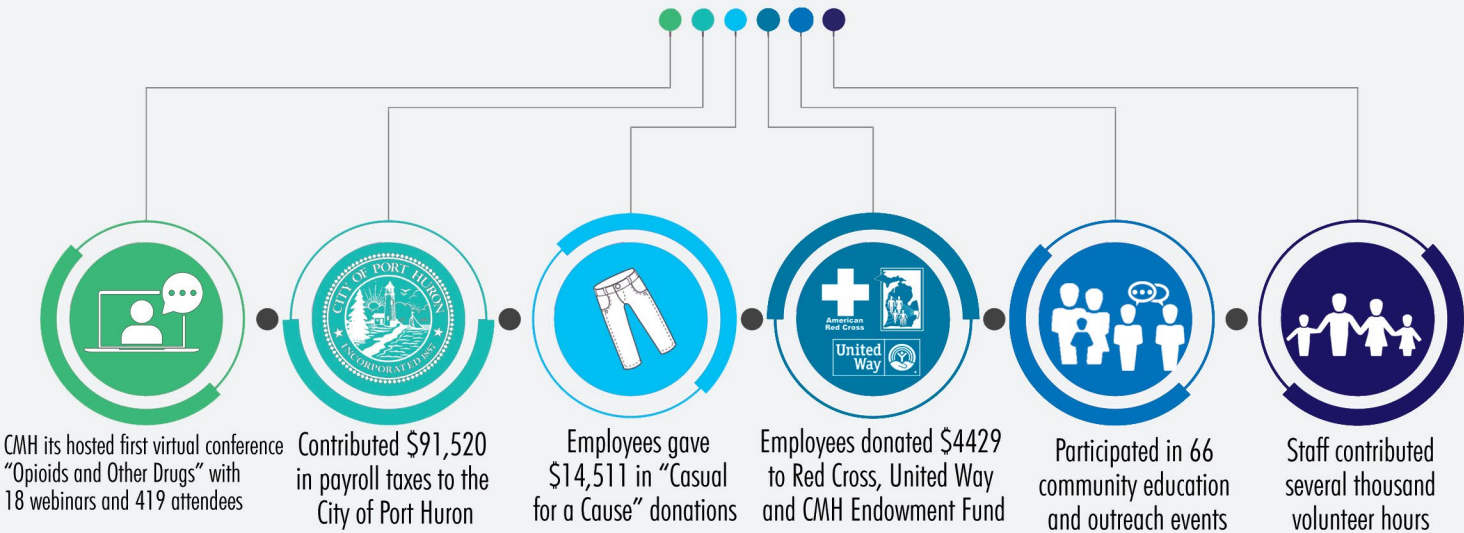 CITY OF PORT HURON
INCORPORATED 1857
American
Red Cross
United
Way
CMH its hosted first virtual conference
“Opioids and Other Drugs” with
18 webinars and 419 attendees
Contributed $91,520
in payroll taxes to the
City of Port Huron
Employees gave
$14,511 in “Casual
for a Cause” donations
Employees donated $4429
to Red Cross, United Way
and CMH Endowment Fund
Participated in 66
community education
and outreach events
Staff contributed
several thousand
volunteer hours